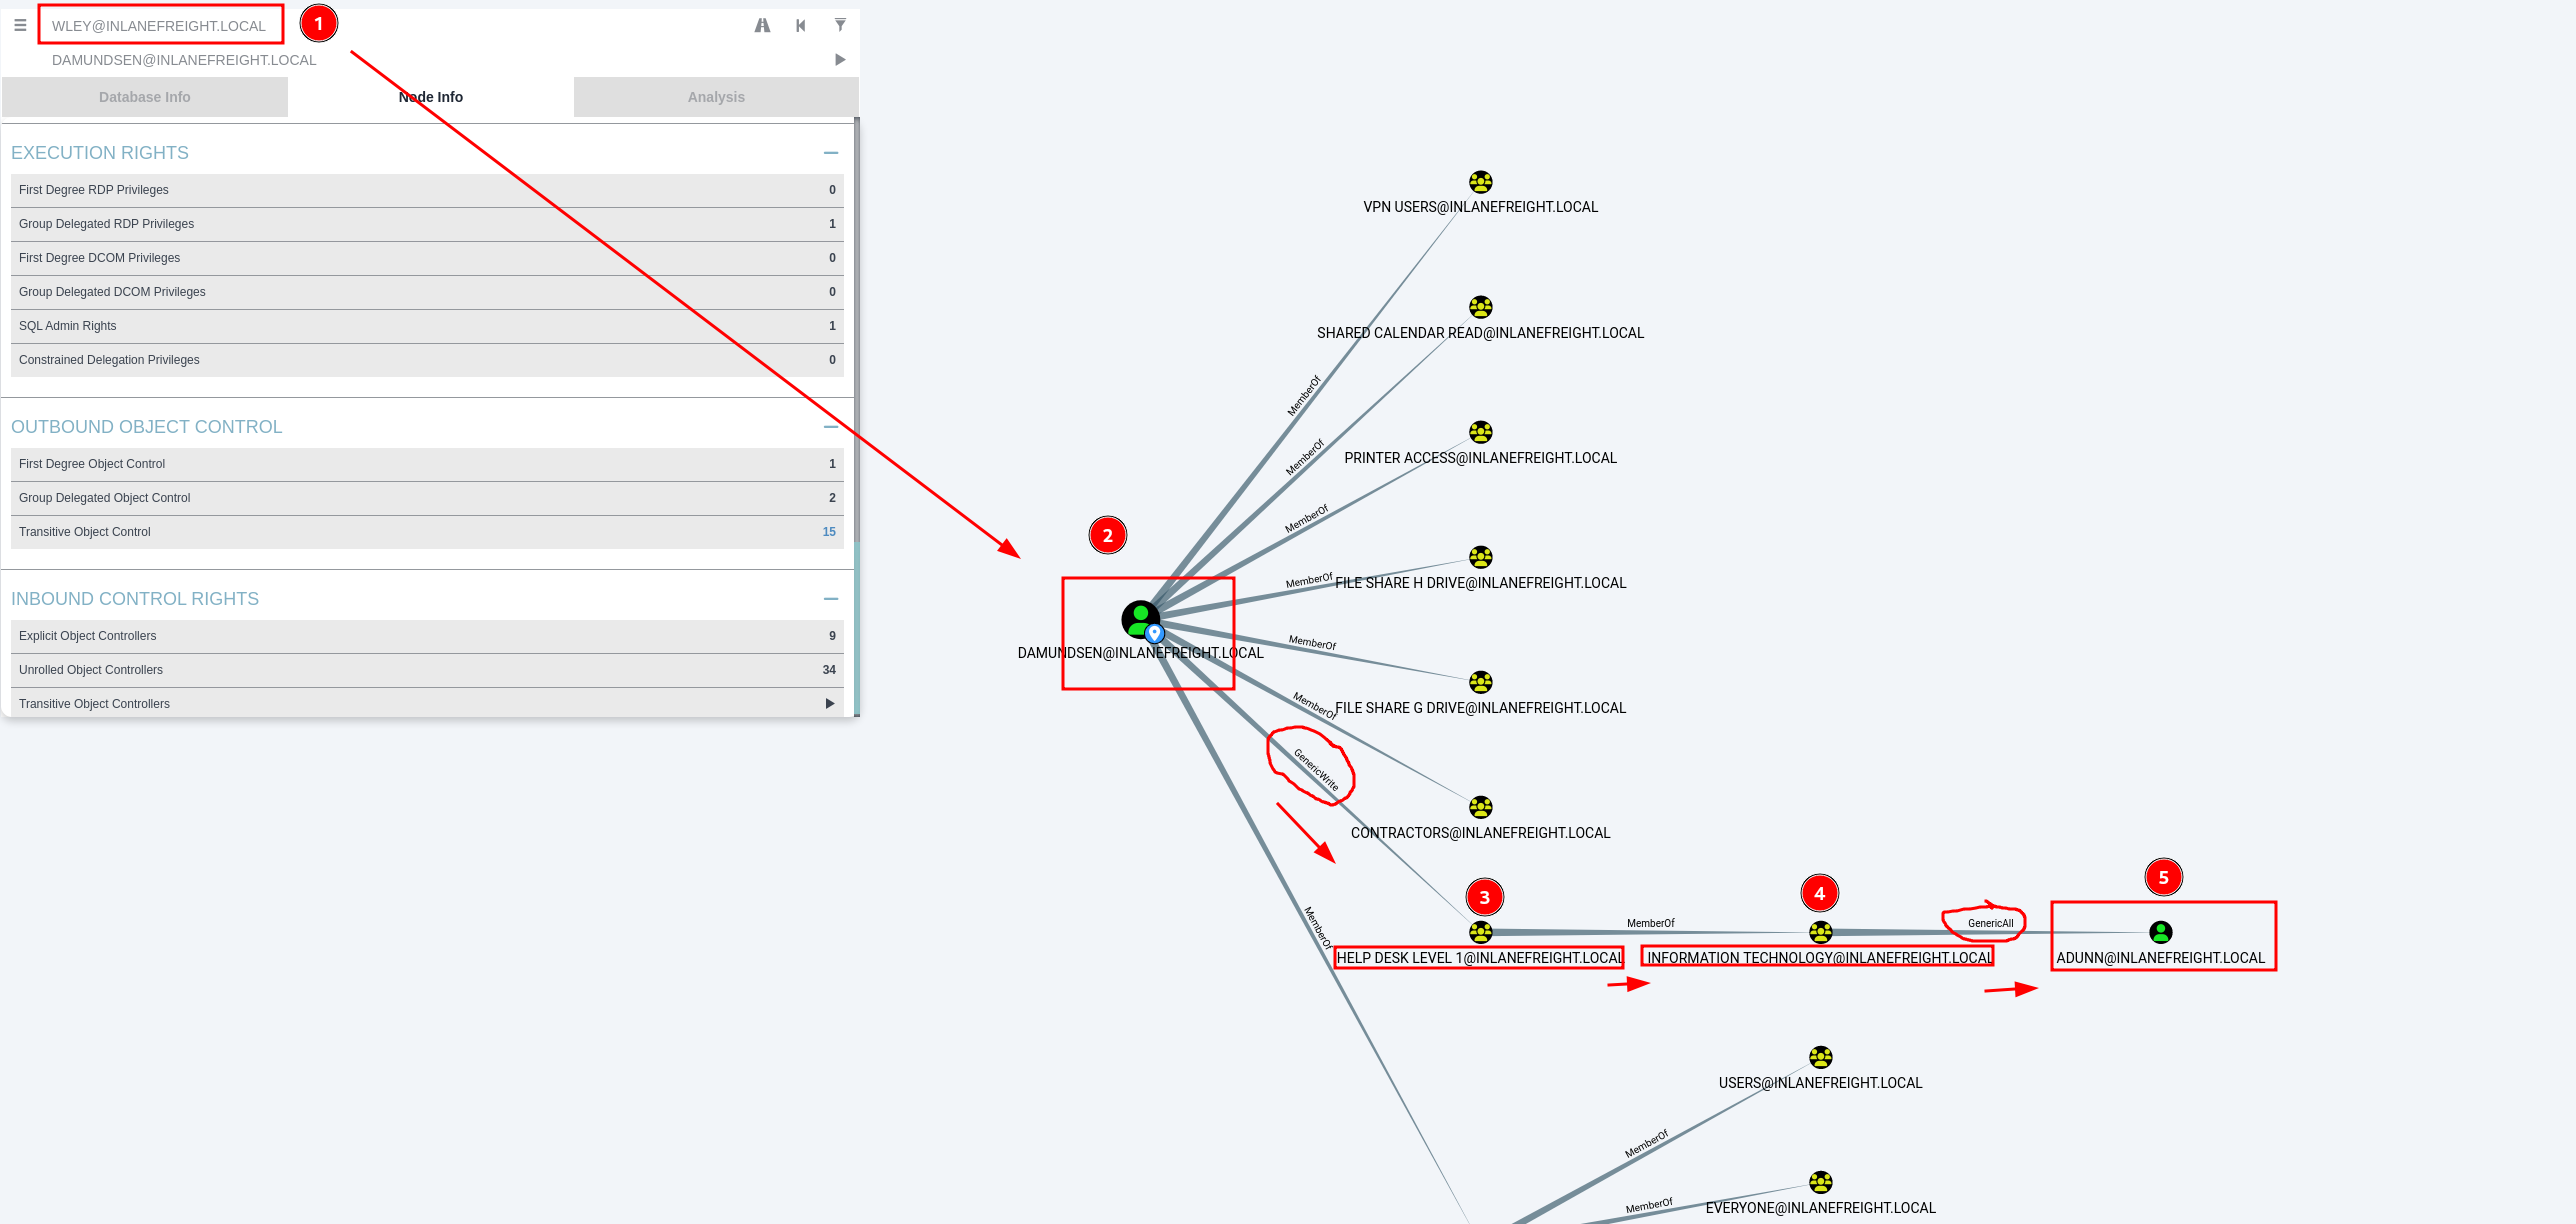 WLEY@INLANEFREIGHT.LOCAL
1
DAMUNDSEN@INLANEFREIGHT.LOCAL
Database Info
Node Info
Analysis
EXECUTION RIGHTS
First Degree RDP Privileges 0
Group Delegated RDP Privileges 1
First Degree DCOM Privileges 0
Group Delegated DCOM Privileges 0
SQL Admin Rights 1
Constrained Delegation Privileges 0
OUTBOUND OBJECT CONTROL
First Degree Object Control 1
Group Delegated Object Control 2
Transitive Object Control 15
INBOUND CONTROL RIGHTS
Explicit Object Controllers 9
Unrolled Object Controllers 34
Transitive Object Controllers
VPN USERS@INLANEFREIGHT.LOCAL
SHARED CALENDAR READ@INLANEFREIGHT.LOCAL
MemberOf
MemberOf
PRINTER ACCESS@INLANEFREIGHT.LOCAL
MemberOf
2
MemberOf
FILE SHARE H DRIVE@INLANEFREIGHT.LOCAL
DAMUNDSEN@INLANEFREIGHT.LOCAL
MemberOf
MemberOf
FILE SHARE G DRIVE@INLANEFREIGHT.LOCAL
GenericWrite
CONTRACTORS@INLANEFREIGHT.LOCAL
MemberOf
3
4
5
MemberOf
GenericAll
HELP DESK LEVEL 1@INLANEFREIGHT.LOCAL
INFORMATION TECHNOLOGY@INLANEFREIGHT.LOCAL
ADUNN@INLANEFREIGHT.LOCAL
USERS@INLANEFREIGHT.LOCAL
MemberOf
MemberOf
EVERYONE@INLANEFREIGHT.LOCAL